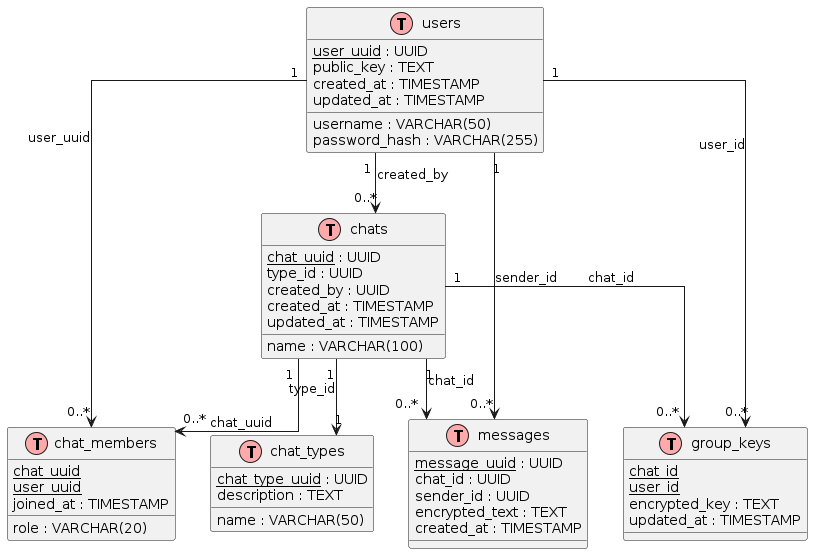 T users
user_uuid : UUID
public_key : TEXT
created_at : TIMESTAMP
updated_at : TIMESTAMP
username : VARCHAR(50)
password_hash : VARCHAR(255)
1
1
user_uuid
user_id
1
created_by
0..*
1
T chats
chat_uuid : UUID
type_id : UUID
created_by : UUID
created_at : TIMESTAMP
updated_at : TIMESTAMP
name : VARCHAR(100)
1
sender_id
chat_id
1
type_id
1
1
chat_id
0..*
0..*
chat_uuid
1
0..*
0..*
0..*
0..*
T chat_members
chat_uuid
user_uuid
joined_at : TIMESTAMP
role : VARCHAR(20)
T chat_types
chat_type_uuid : UUID
description : TEXT
name : VARCHAR(50)
T messages
message_uuid : UUID
chat_id : UUID
sender_id : UUID
encrypted_text : TEXT
created_at : TIMESTAMP
T group_keys
chat_id
user_id
encrypted_key : TEXT
updated_at : TIMESTAMP